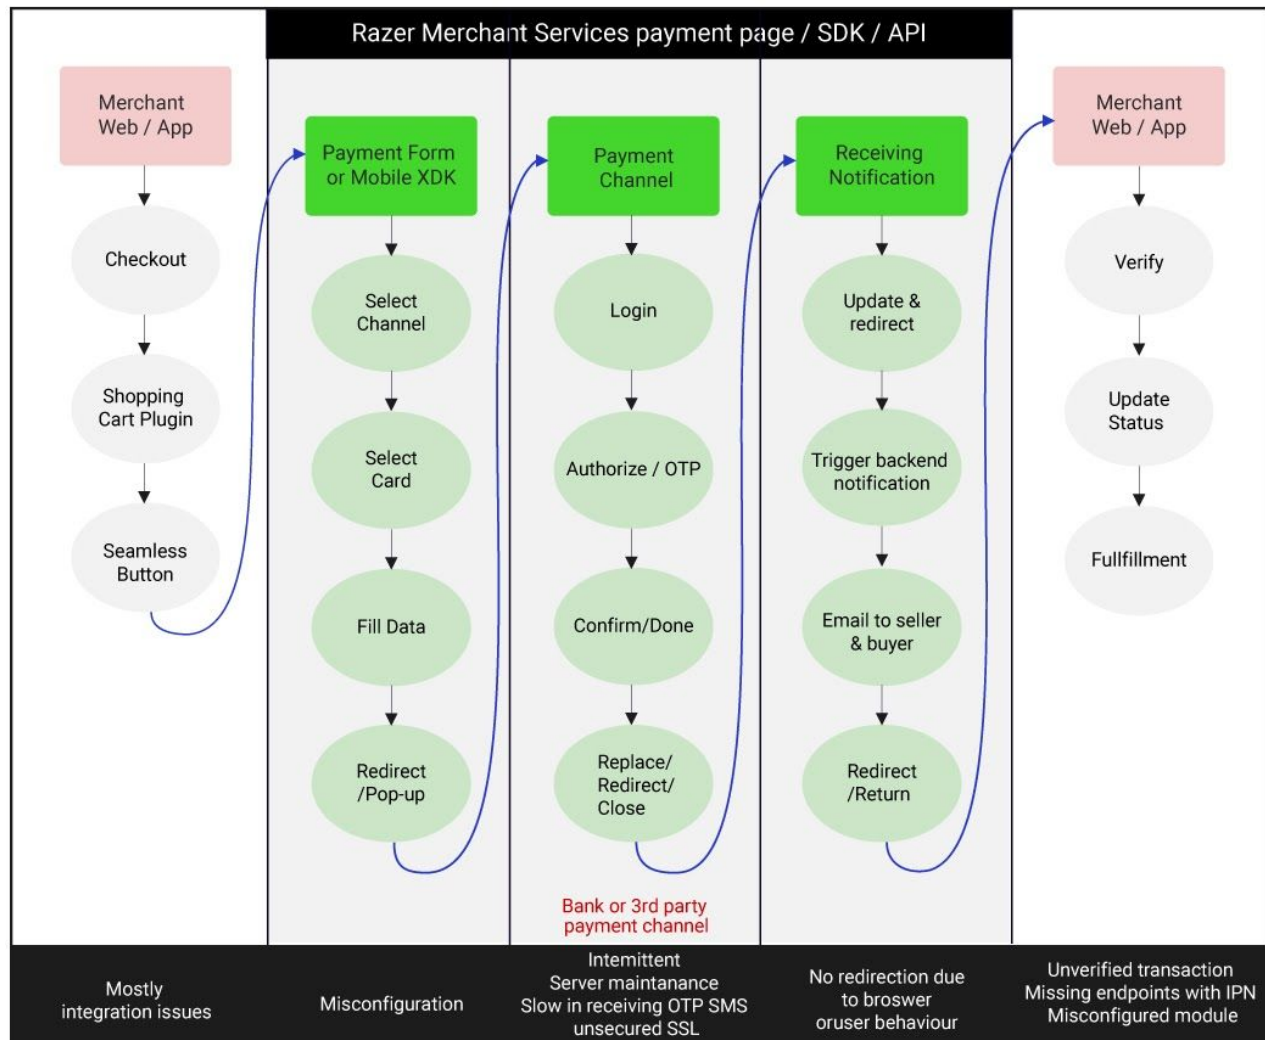 Razer Merchant Services payment page / SDK / API
Merchant
Web / App
Checkout
Shopping
Cart Plugin
Seamless
Button
Mostly
integration issues
Payment Form
or Mobile XDK
Select
Channel
Select
Card
Fill Data
Redirect
/Pop-up
Misconfiguration
Payment
Channel
Login
Authorize / OTP
Confirm/Done
Replace/
Redirect/
Close
Bank or 3rd party
payment channel
Intemittent
Server maintanance
Slow in receiving OTP SMS
unsecured SSL
Receiving
Notification
Update &
redirect
Trigger backend
notification
Email to seller
& buyer
Redirect
/Return
No redirection due
to broswer
oruser behaviour
Merchant
Web / App
Verify
Update
Status
Fullfillment
Unverified transaction
Missing endpoints with IPN
Misconfigured module